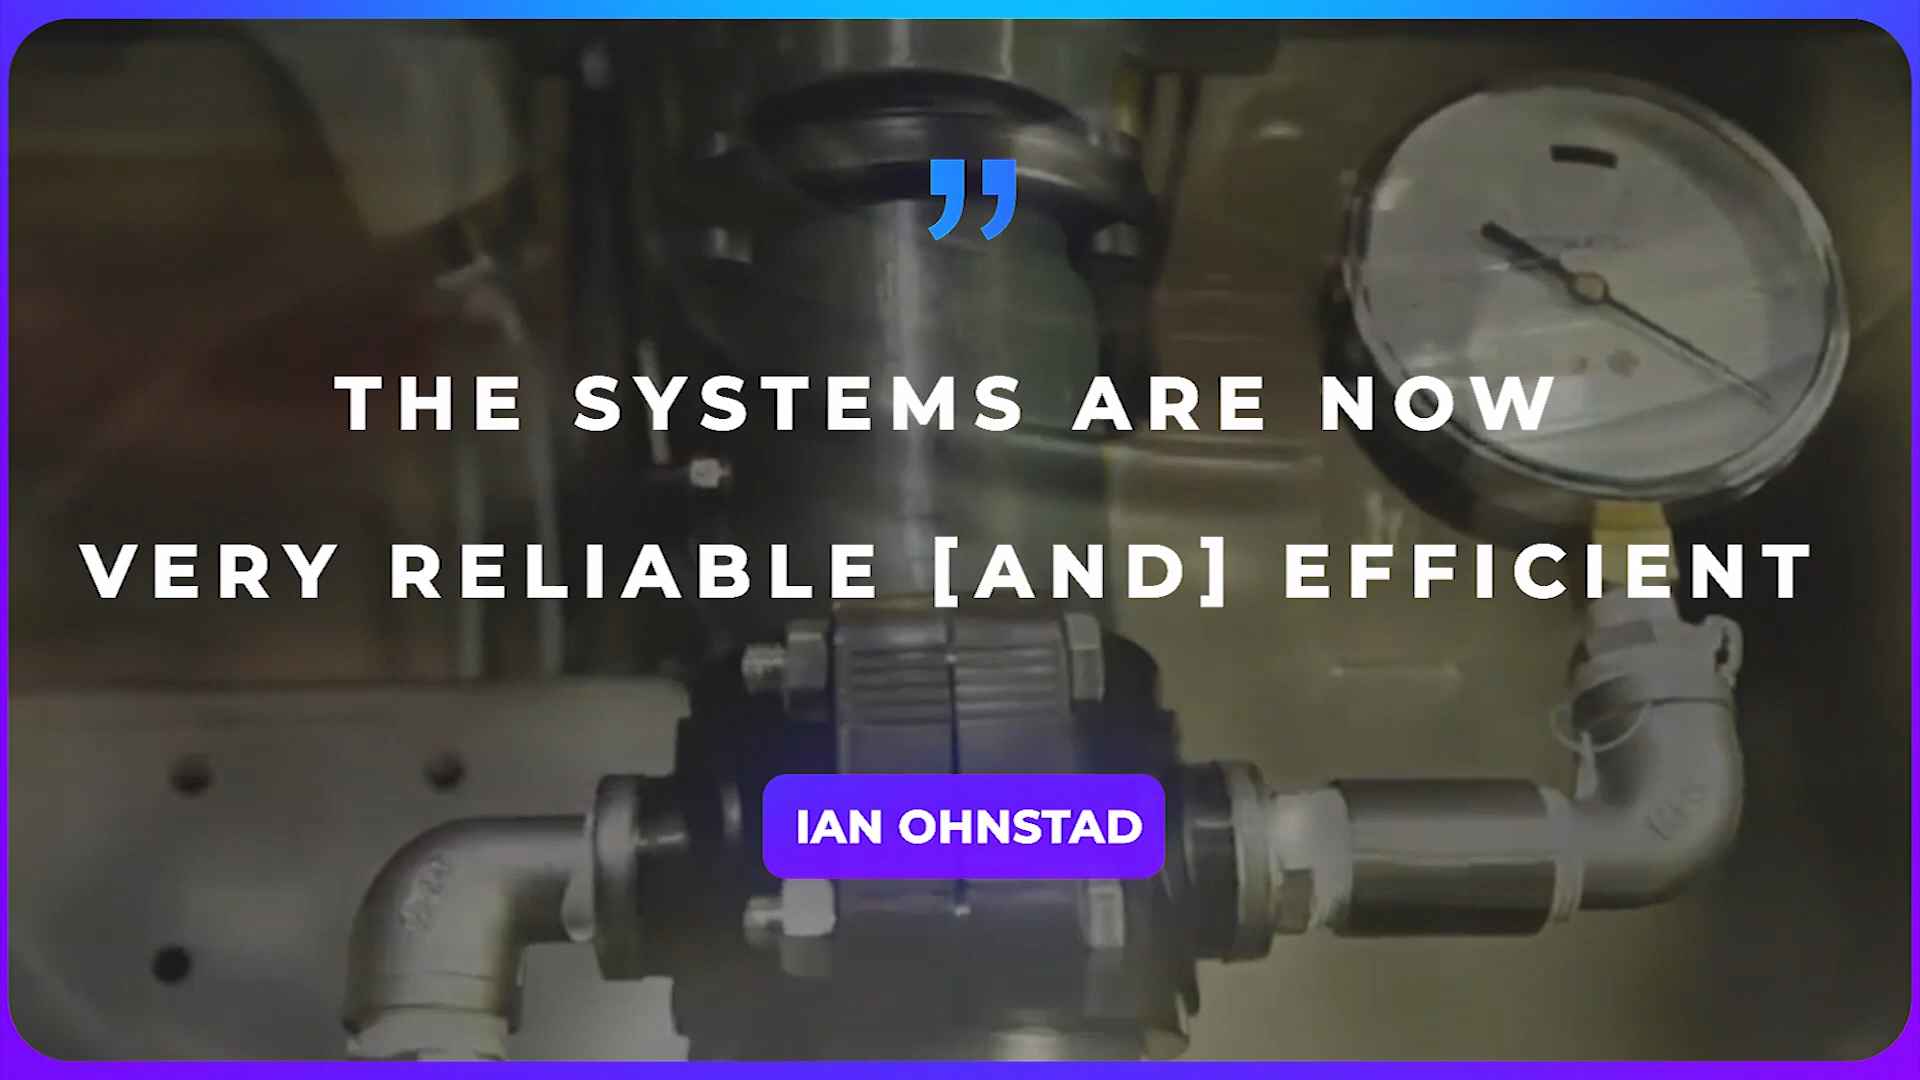 ”
THE SYSTEMS ARE NOW
VERY RELIABLE [AND] EFFICIENT
IAN OHNSTAD